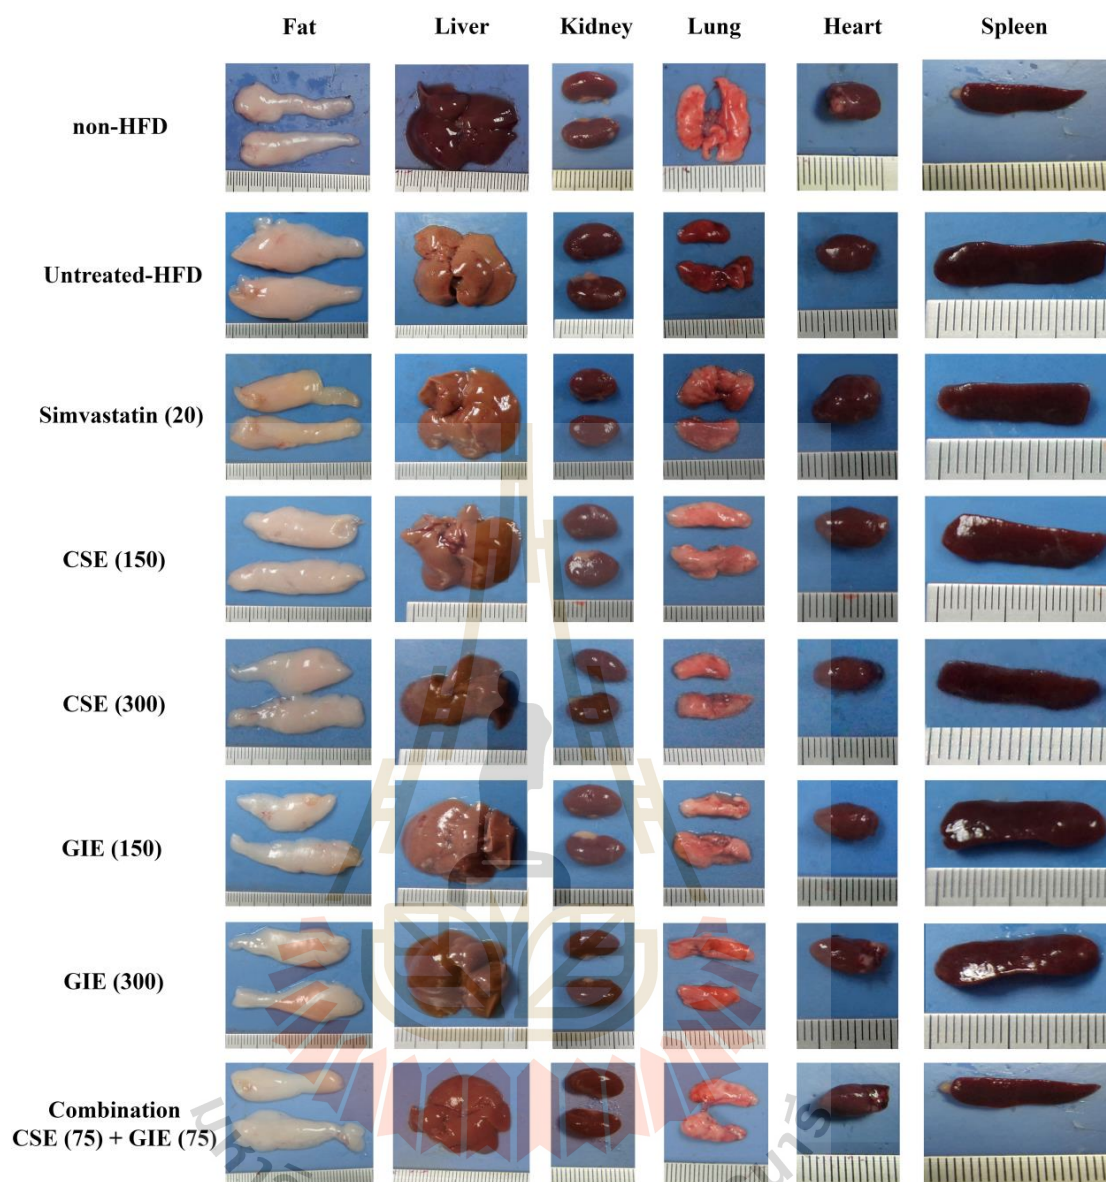 Fat Liver Kidney Lung Heart Spleen
non-HFD
Untreated-HFD
Simvastatin (20)
CSE (150)
CSE (300)
GIE (150)
GIE (300)
Combination
CSE (75) + GIE (75)